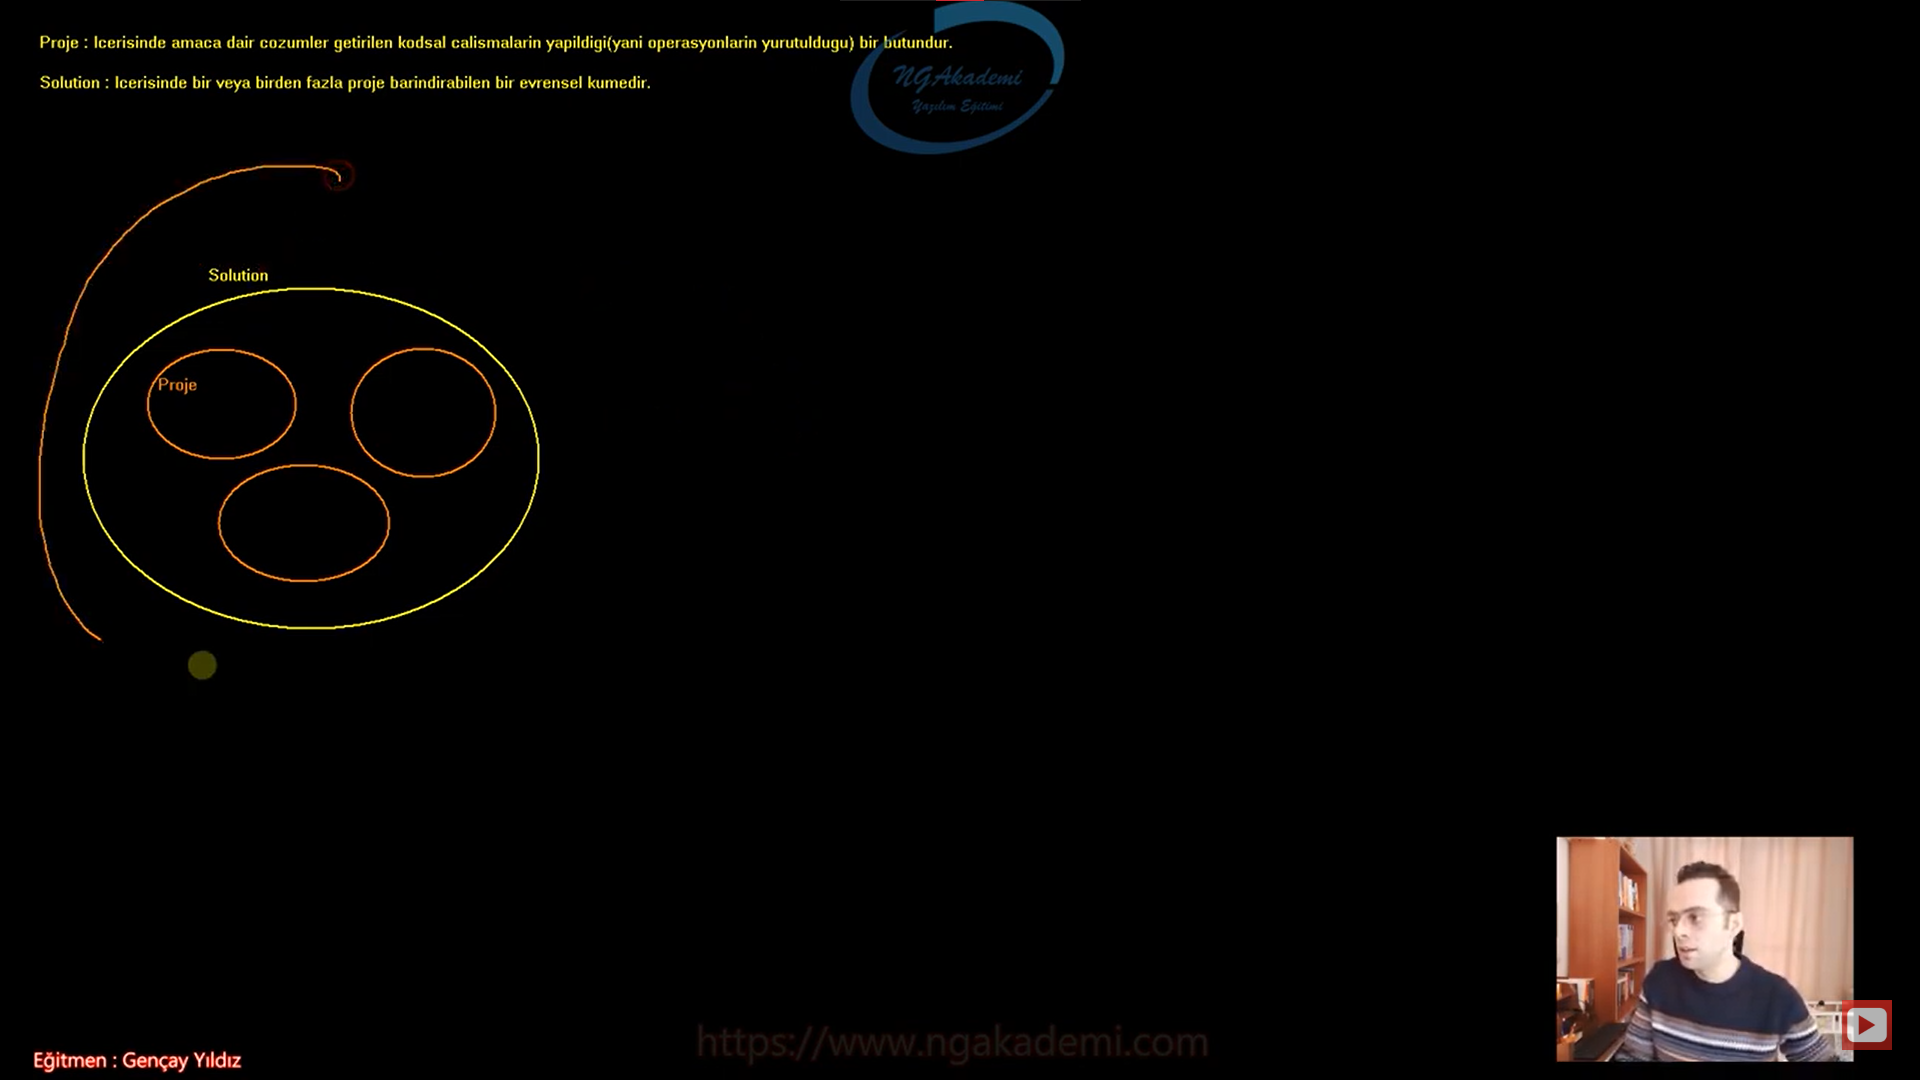 Proje : Icerisinde amaca dair cozumler getirilen kodsal calismalarin yapildigi(yani operasyonlarin yurutuldugu) bir butundur.
NGAkademi
Solution : Icerisinde bir veya birden fazla proje barindirabilen bir evrensel kumedir.
Yazılım Eğitimi
Solution
Proje
https://www.ngakademi.com
Eğitmen : Gençay Yıldız